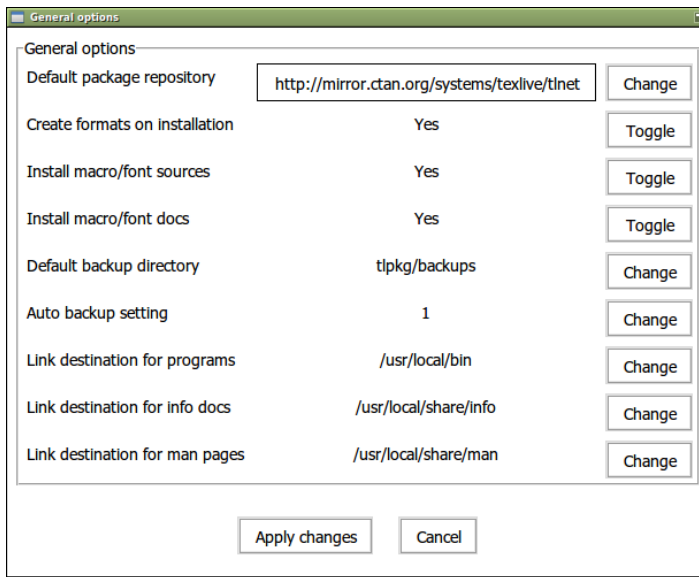 General options
General options
Default package repository http://mirror.ctan.org/systems/texlive/tlnet Change
Create formats on installation Yes Toggle
Install macro/font sources Yes Toggle
Install macro/font docs Yes Toggle
Default backup directory tlpkg/backups Change
Auto backup setting 1 Change
Link destination for programs /usr/local/bin Change
Link destination for info docs /usr/local/share/info Change
Link destination for man pages /usr/local/share/man Change
Apply changes Cancel